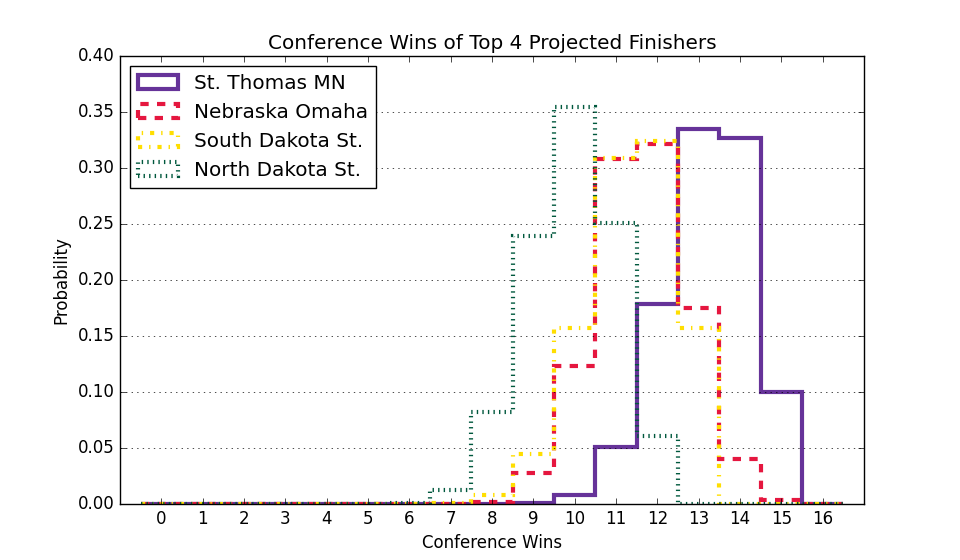 Conference Wins of Top 4 Projected Finishers
0.40
0.35
0.30
0.25
0.20
0.15
0.10
0.05
0.00
Probability
St. Thomas MN
Nebraska Omaha
South Dakota St.
North Dakota St.
0 1 2 3 4 5 6 7 8 9 10 11 12 13 14 15 16
Conference Wins